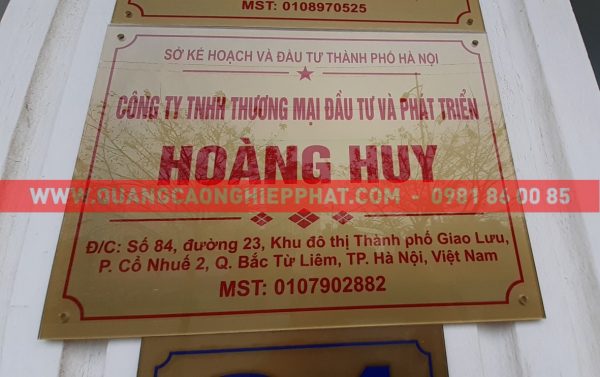 MST: 0108970525
SỞ KẾ HOẠCH VÀ ĐẦU TƯ THÀNH PHỐ HÀ NỘI
CÔNG TY TNHH THƯƠNG MẠI ĐẦU TƯ VÀ PHÁT TRIỂN
HOÀNG HUY
WWW.QUANGCAONGHIEPPHAT.COM - 0981 86 00 85
Đ/C: Số 84, đường 23, Khu đô thị Thành phố Giao Lưu,
P. Cổ Nhuế 2, Q. Bắc Từ Liêm, TP. Hà Nội, Việt Nam
MST: 0107902882